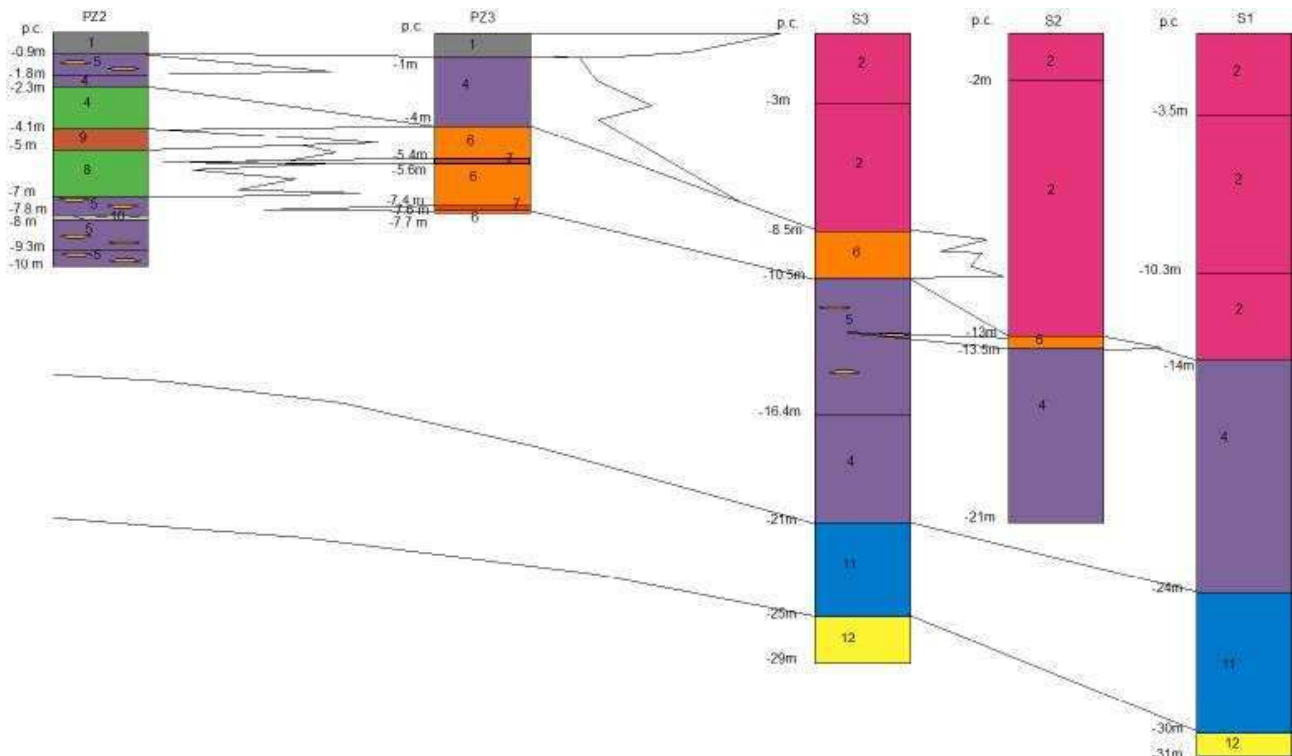 PZ2
PZ3
S3
S2
S1
p.c.
p.c.
p.c.
p.c.
p.c.
1
-0.9m
5
-1.8m
4
-2.3m
4
-4.1m
9
-5m
8
-7 m
5
-7.8m
10
-8 m
5
-9.3m
5
-10 m
1
-1m
4
-4m
6
-5.4m
7
-5.6m
6
-7.4m
7
-7.6 m
6
-7.7m
2
-3m
2
-8.5m
6
-10.5m
5
-16.4m
4
-21m
11
-25m
12
-29m
2
-2m
2
-13m
6
-13.5m
4
-21m
2
-3.5m
2
-10.3m
2
-14m
4
-24m
11
-30m
12
-31m